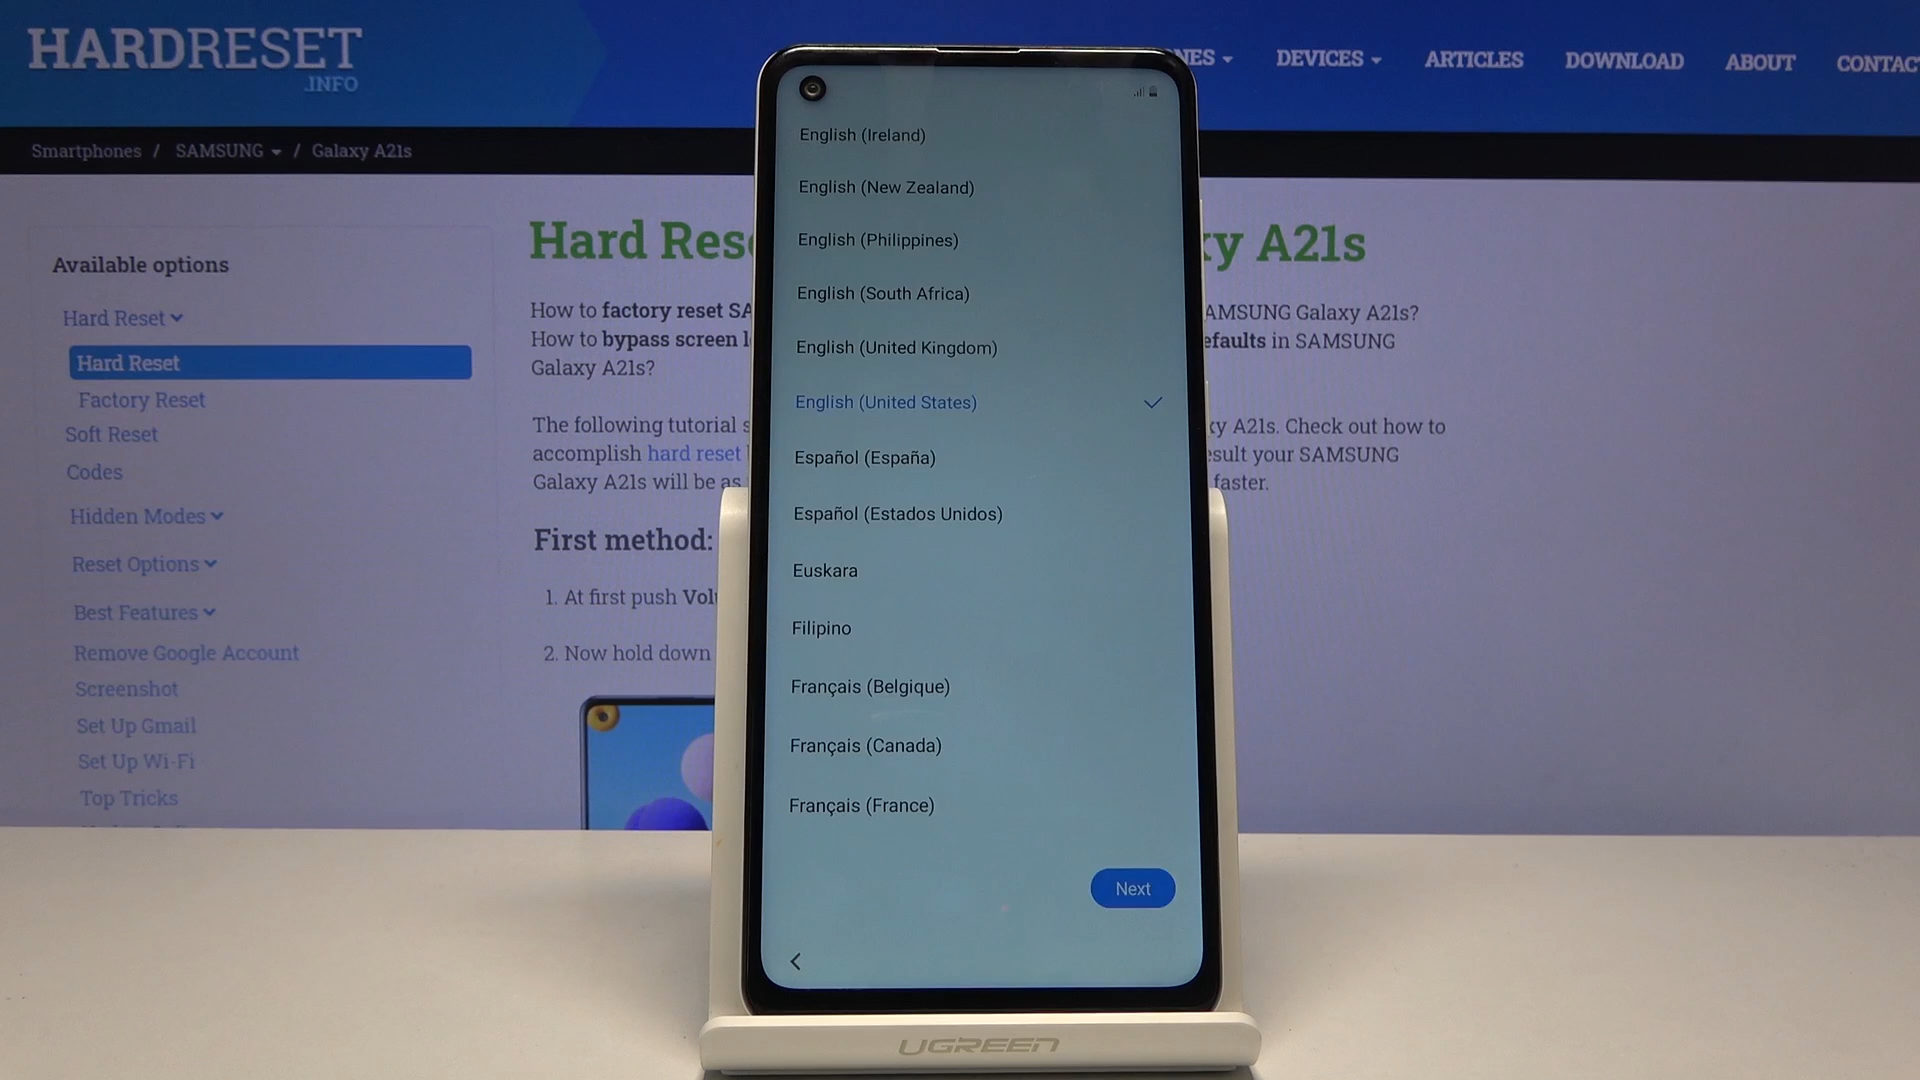 HARDRESET
.INFO
DEVICES
ARTICLES
DOWNLOAD
ABOUT
Smartphones / SAMSUNG / Galaxy A21s
Available options
Hard Reset
Hard Reset
Factory Reset
Soft Reset
Codes
Hidden Modes
Reset Options
Best Features
Remove Google Account
Screenshot
Set Up Gmail
Set Up Wi-Fi
Top Tricks
Hard A21s
How to factory reset SAMSUNG Galaxy A21s?
How to bypass screen in SAMSUNG
Galaxy A21s?
The following tutorial A21s. Check out how to
accomplish hard reset your SAMSUNG
Galaxy A21s will be as faster.
First method:
1. At first push
2. Now hold down
English (Ireland)
English (New Zealand)
English (Philippines)
English (South Africa)
English (United Kingdom)
English (United States)
Español (España)
Español (Estados Unidos)
Euskara
Filipino
Français (Belgique)
Français (Canada)
Français (France)
Next
UGREEN